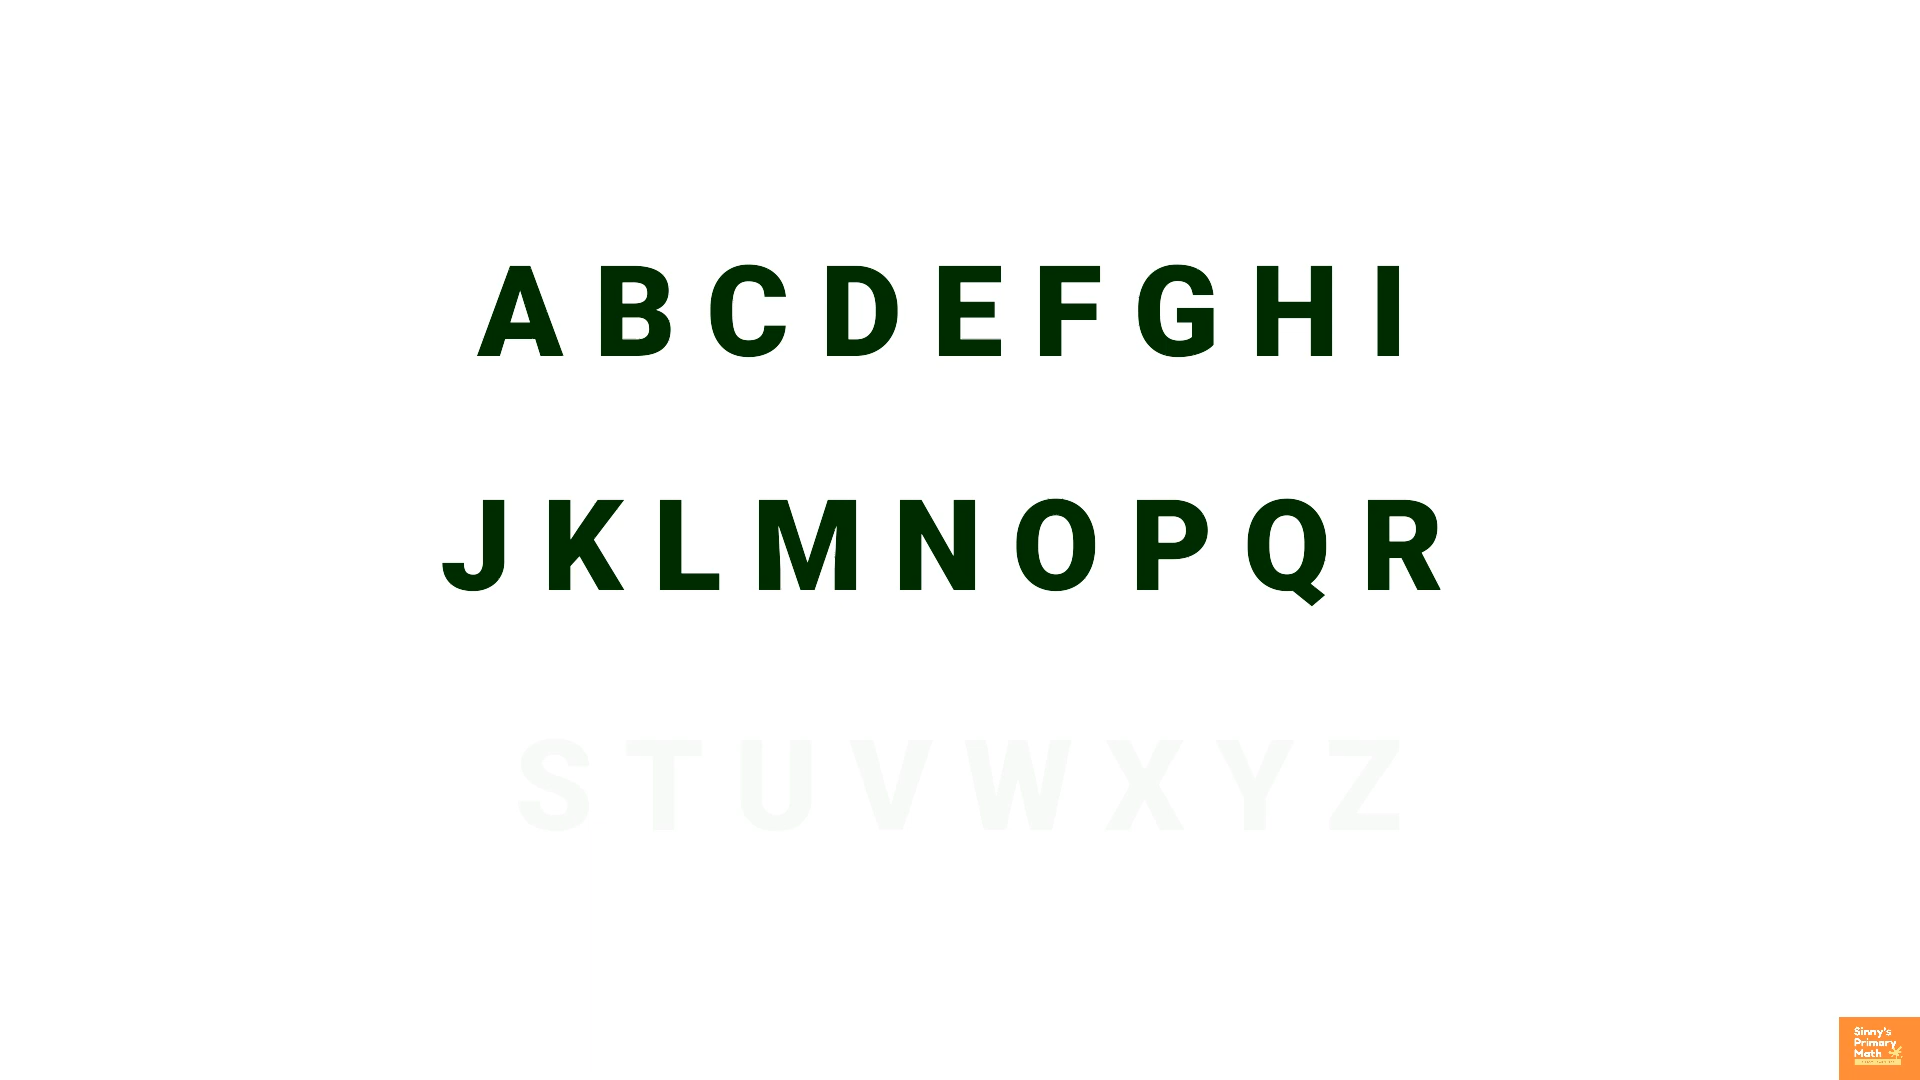 A B C D E F G H I
J K L M N O P Q R
S T U V W X Y Z
Sinny's
Primary
Math